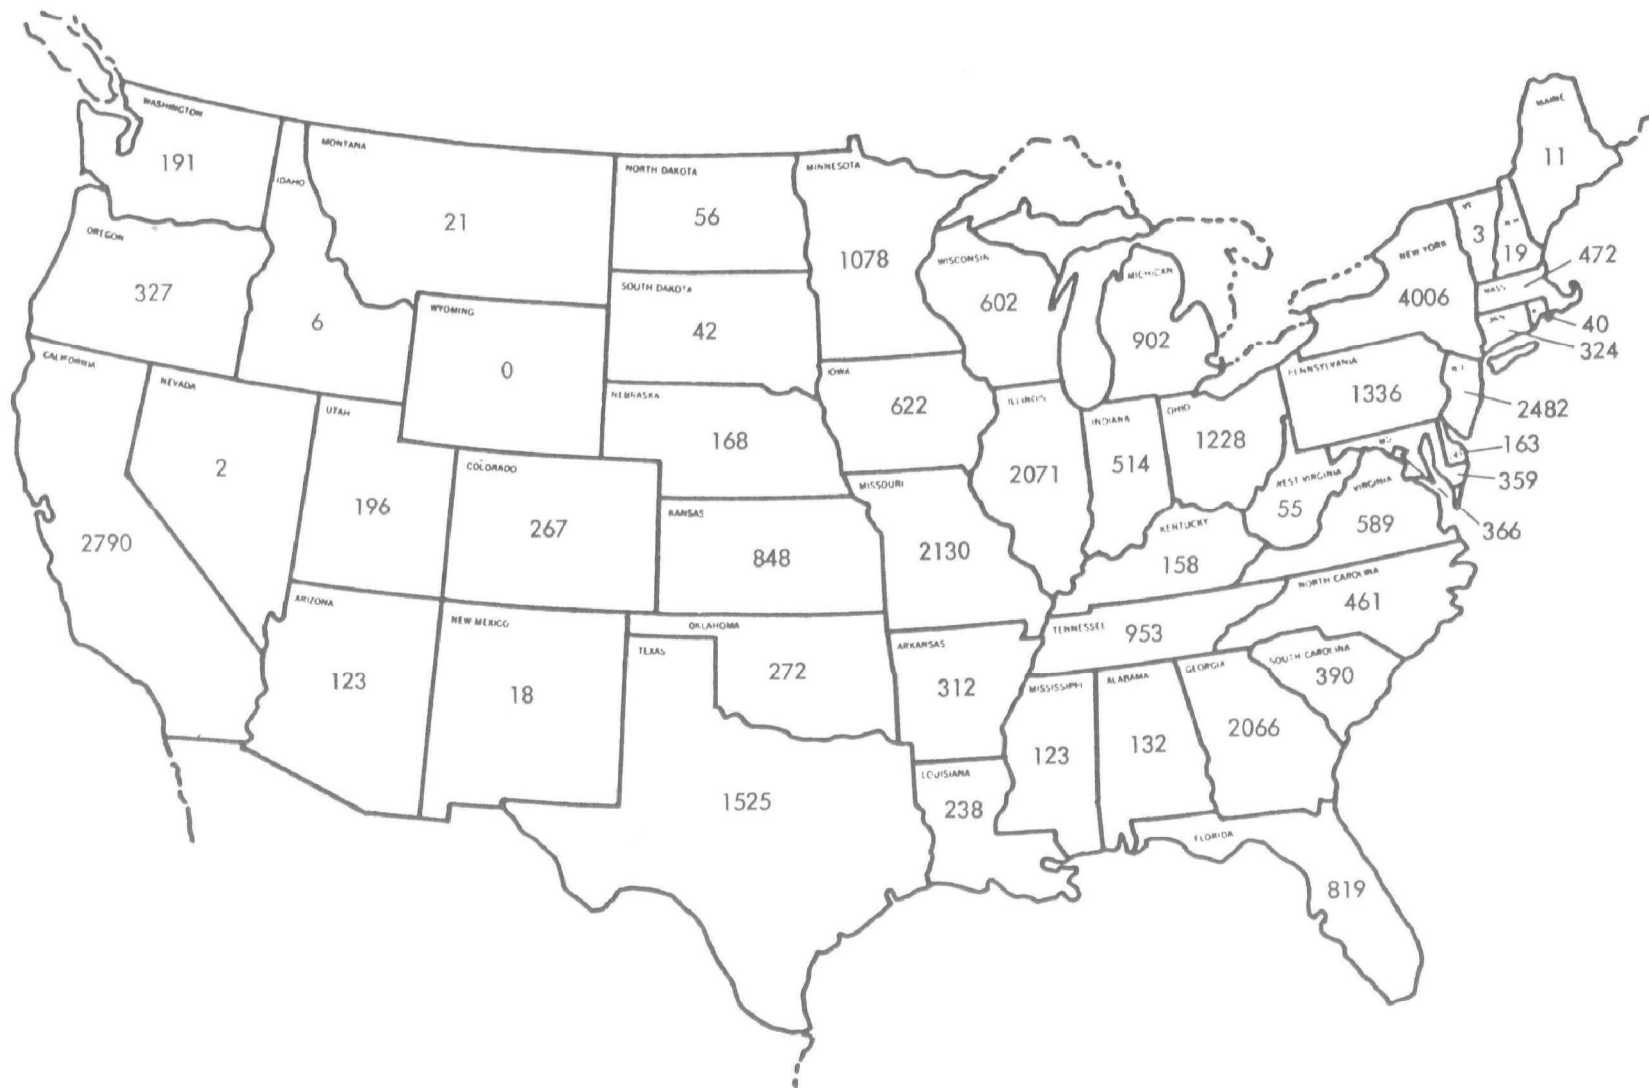 WASHINGTON
191
OREGON
327
CALIFORNIA
2790
IDAHO
6
NEVADA
2
MONTANA
21
WYOMING
0
UTAH
196
COLORADO
267
ARIZONA
123
NEW MEXICO
18
NORTH DAKOTA
56
SOUTH DAKOTA
42
NEBRASKA
168
KANSAS
848
OKLAHOMA
272
TEXAS
1525
MINNESOTA
1078
IOWA
622
MISSOURI
2130
ARKANSAS
312
LOUISIANA
238
WISCONSIN
602
ILLINOIS
2071
MICHIGAN
902
INDIANA
514
OHIO
1228
KENTUCKY
158
TENNESSEE
953
MISSISSIPPI
123
ALABAMA
132
GEORGIA
2066
FLORIDA
819
SOUTH CAROLINA
390
NORTH CAROLINA
461
VIRGINIA
589
WEST VIRGINIA
55
PENNSYLVANIA
1336
NEW YORK
4006
VT
3
N H
19
MAINE
11
MASS
472
40
324
N J
2482
163
MD
359
366